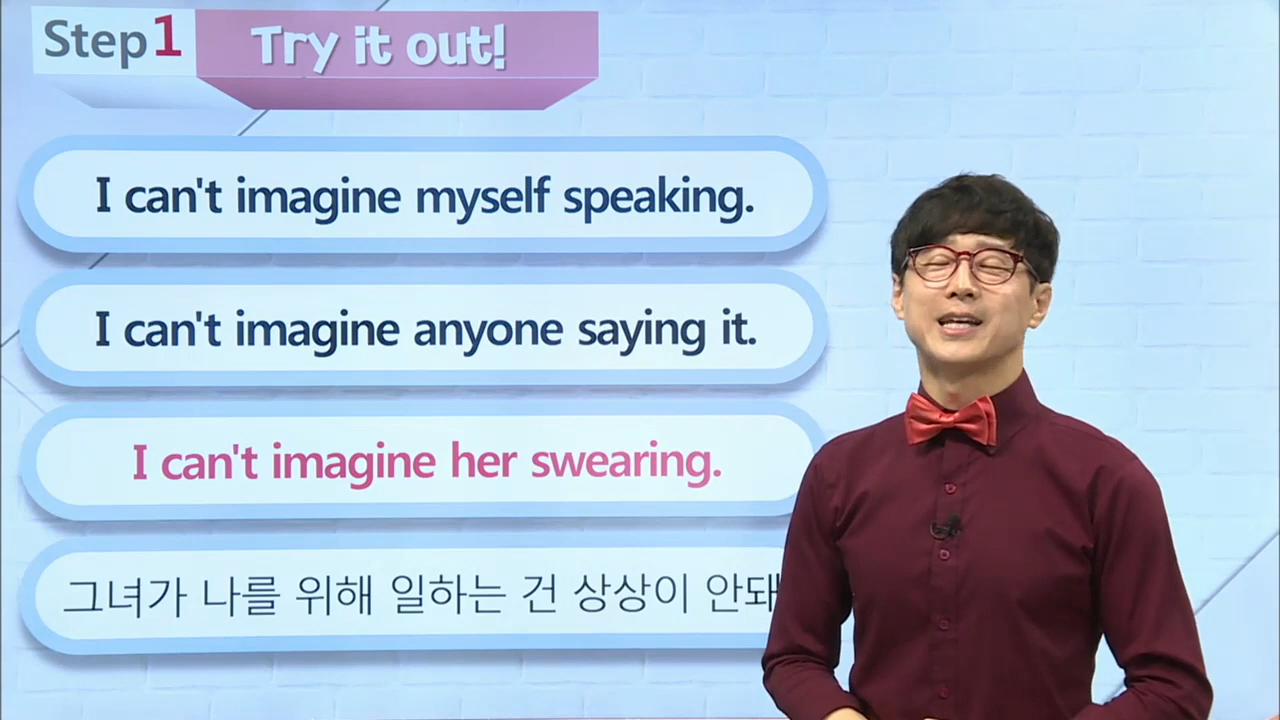 Step1 Try it out!
I can't imagine myself speaking.
I can't imagine anyone saying it.
I can't imagine her swearing.
그녀가 나를 위해 일하는 건 상상이 안돼